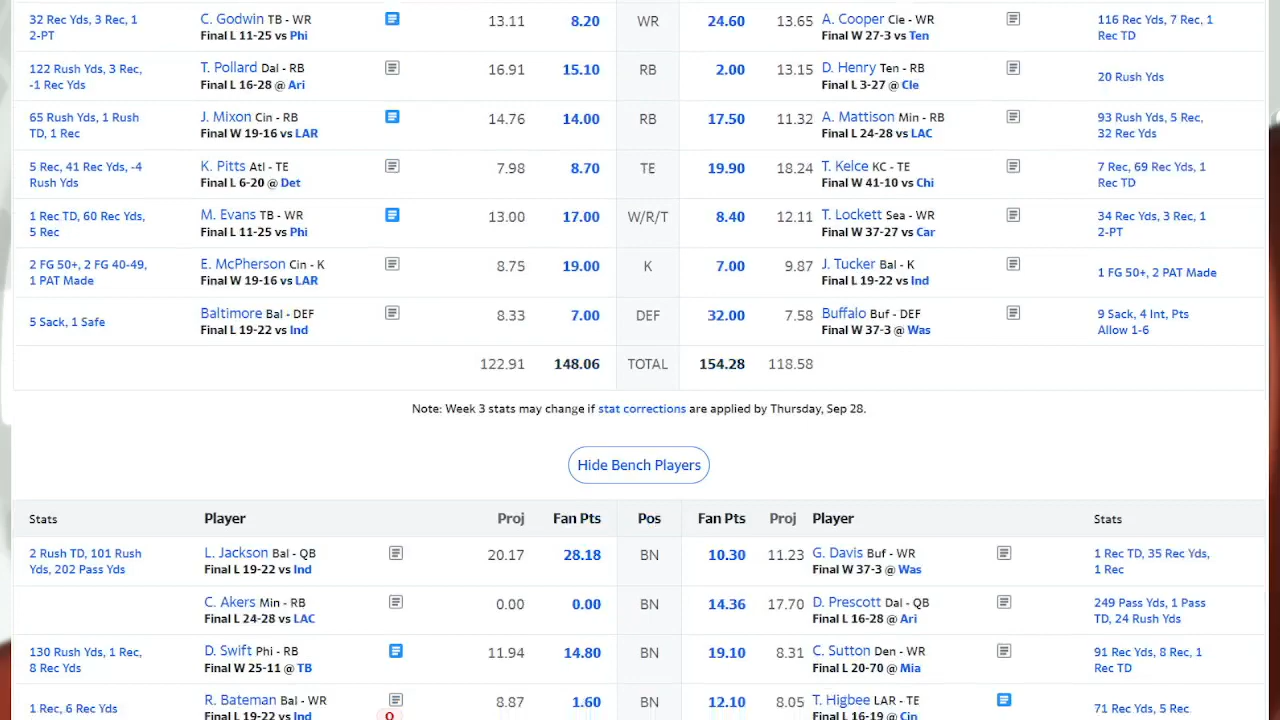 32 Rec Yds, 3 Rec, 1 2-PT C. Godwin TB - WR 13.11 8.20 WR 24.60 13.65 A. Cooper Cle - WR 116 Rec Yds, 7 Rec, 1 Rec TD
Final L 11-25 vs Phi Final W 27-3 vs Ten
122 Rush Yds, 3 Rec, -1 Rec Yds T. Pollard Dal - RB 16.91 15.10 RB 2.00 13.15 D. Henry Ten - RB 20 Rush Yds
Final L 16-28 @ Ari Final L 3-27 @ Cle
65 Rush Yds, 1 Rush TD, 1 Rec J. Mixon Cin - RB 14.76 14.00 RB 17.50 11.32 A. Mattison Min - RB 93 Rush Yds, 5 Rec, 32 Rec Yds
Final W 19-16 vs LAR Final L 24-28 vs LAC
5 Rec, 41 Rec Yds, -4 Rush Yds K. Pitts Atl - TE 7.98 8.70 TE 19.90 18.24 T. Kelce KC - TE 7 Rec, 69 Rec Yds, 1 Rec TD
Final L 6-20 @ Det Final W 41-10 vs Chi
1 Rec TD, 60 Rec Yds, 5 Rec M. Evans TB - WR 13.00 17.00 W/R/T 8.40 12.11 T. Lockett Sea - WR 34 Rec Yds, 3 Rec, 1 2-PT
Final L 11-25 vs Phi Final W 37-27 vs Car
2 FG 50+, 2 FG 40-49, 1 PAT Made E. McPherson Cin - K 8.75 19.00 K 7.00 9.87 J. Tucker Bal - K 1 FG 50+, 2 PAT Made
Final W 19-16 vs LAR Final L 19-22 vs Ind
5 Sack, 1 Safe Baltimore Bal - DEF 8.33 7.00 DEF 32.00 7.58 Buffalo Buf - DEF 9 Sack, 4 Int, Pts Allow 1-6
Final L 19-22 vs Ind Final W 37-3 @ Was
122.91 148.06 TOTAL 154.28 118.58
Note: Week 3 stats may change if stat corrections are applied by Thursday, Sep 28.
Hide Bench Players
Stats Player Proj Fan Pts Pos Fan Pts Proj Player Stats
2 Rush TD, 101 Rush Yds, 202 Pass Yds L. Jackson Bal - QB 20.17 28.18 BN 10.30 11.23 G. Davis Buf - WR 1 Rec TD, 35 Rec Yds, 1 Rec
Final L 19-22 vs Ind Final W 37-3 @ Was
C. Akers Min - RB 0.00 0.00 BN 14.36 17.70 D. Prescott Dal - QB 249 Pass Yds, 1 Pass TD, 24 Rush Yds
Final L 24-28 vs LAC Final L 16-28 @ Ari
130 Rush Yds, 1 Rec, 8 Rec Yds D. Swift Phi - RB 11.94 14.80 BN 19.10 8.31 C. Sutton Den - WR 91 Rec Yds, 8 Rec, 1 Rec TD
Final W 25-11 @ TB Final L 20-70 @ Mia
1 Rec, 6 Rec Yds R. Bateman Bal - WR 8.87 1.60 BN 12.10 8.05 T. Higbee LAR - TE 71 Rec Yds, 5 Rec
Final L 19-22 vs Ind Q Final L 16-19 @ Cin